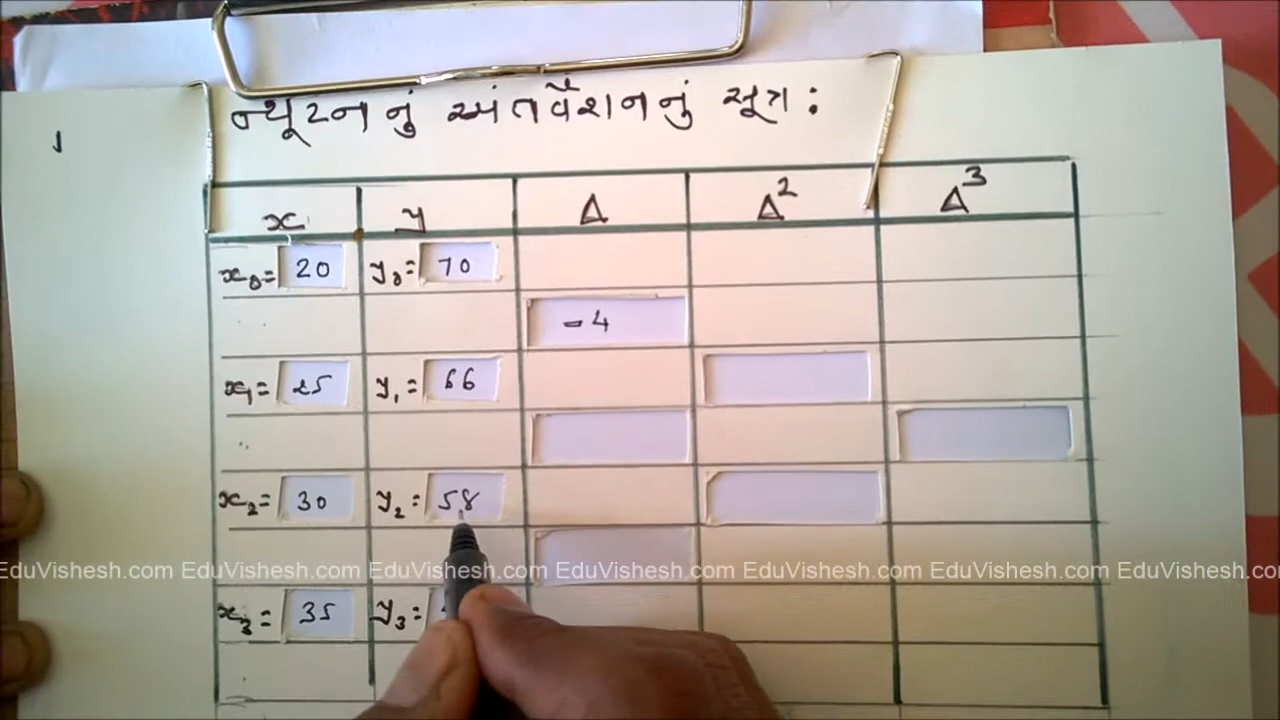 ન્યૂટનનું અંતર્વેશનનું સૂત્ર :
x y Δ Δ²  Δ³
x₀= 20 y₀= 70
-4
x₁= 25 y₁= 66
x₂= 30 y₂= 58
EduVishesh.com EduVishesh.com EduVishesh.com EduVishesh.com EduVishesh.com EduVishesh.com EduVishesh.com
x₃= 35 y₃=